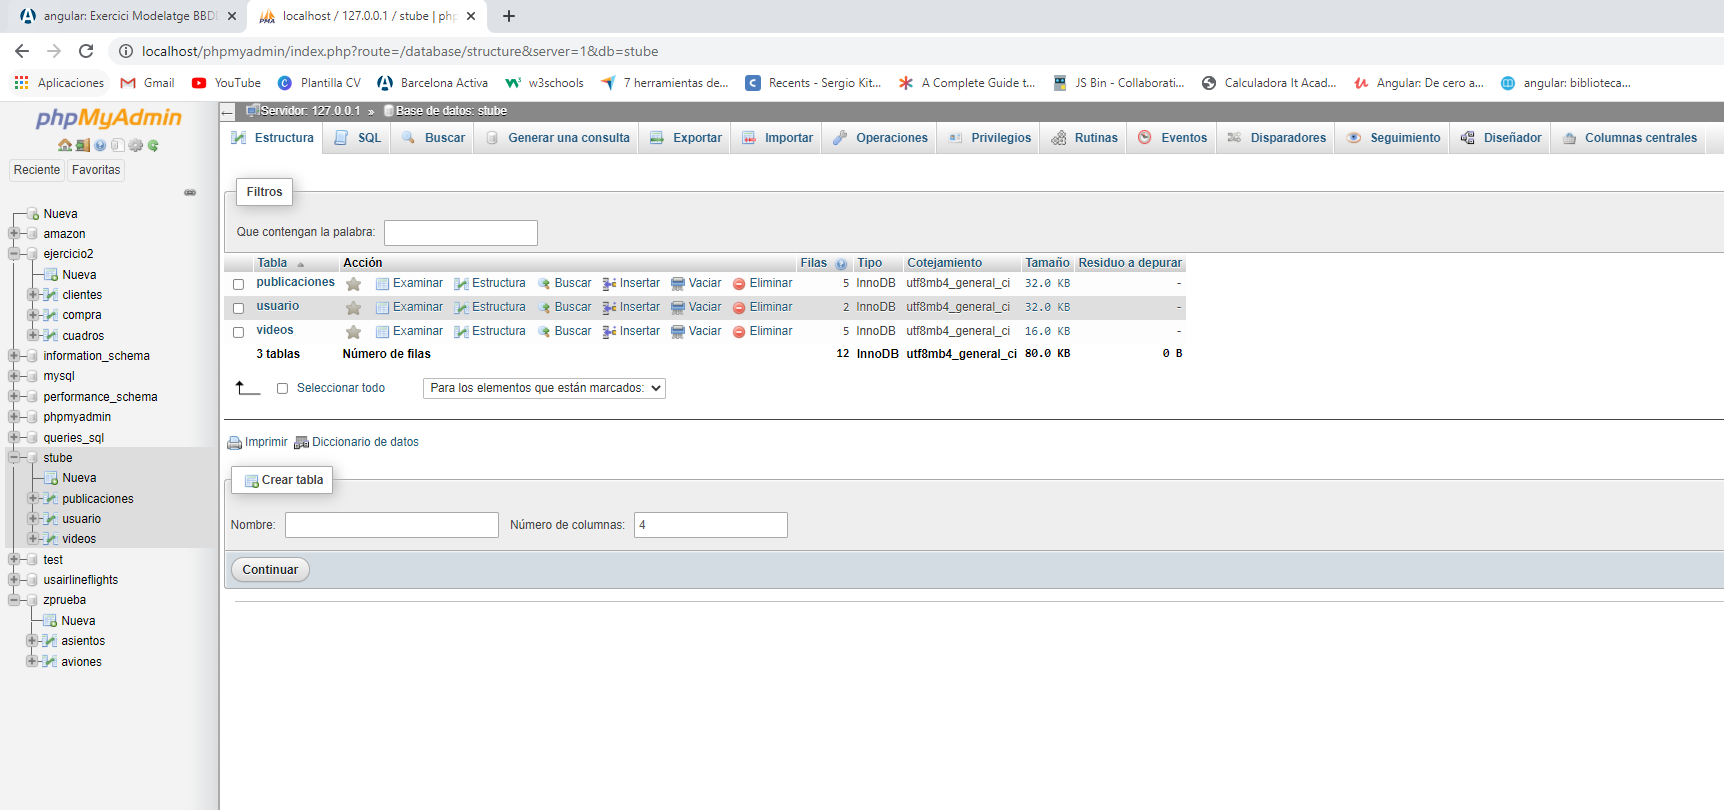 angular: Exercici Modelatge BBD
localhost / 127.0.0.1 / stube | ph
localhost/phpmyadmin/index.php?route=/database/structure&server=1&db=stube
Aplicaciones Gmail YouTube Plantilla CV Barcelona Activa w3schools 7 herramientas de... Recents - Sergio Kit... A Complete Guide t... JS Bin - Collaborati... Calculadora It Acad... Angular: De cero a... angular: biblioteca...
phpMyAdmin
Reciente Favoritas
Nueva
amazon
ejercicio2
Nueva
clientes
compra
cuadros
information_schema
mysql
performance_schema
phpmyadmin
queries_sql
stube
Nueva
publicaciones
usuario
videos
test
usairlineflights
zprueba
Nueva
asientos
aviones
Servidor: 127.0.0.1 » Base de datos: stube
Estructura SQL Buscar Generar una consulta Exportar Importar Operaciones Privilegios Rutinas Eventos Disparadores Seguimiento Diseñador Columnas centrales
Filtros
Que contengan la palabra:
Tabla Acción Filas Tipo Cotejamiento Tamaño Residuo a depurar
publicaciones Examinar Estructura Buscar Insertar Vaciar Eliminar 5 InnoDB utf8mb4_general_ci 32.0 KB -
usuario Examinar Estructura Buscar Insertar Vaciar Eliminar 2 InnoDB utf8mb4_general_ci 32.0 KB -
videos Examinar Estructura Buscar Insertar Vaciar Eliminar 5 InnoDB utf8mb4_general_ci 16.0 KB -
3 tablas Número de filas 12 InnoDB utf8mb4_general_ci 80.0 KB 0 B
Seleccionar todo Para los elementos que están marcados:
Imprimir Diccionario de datos
Crear tabla
Nombre: Número de columnas: 4
Continuar